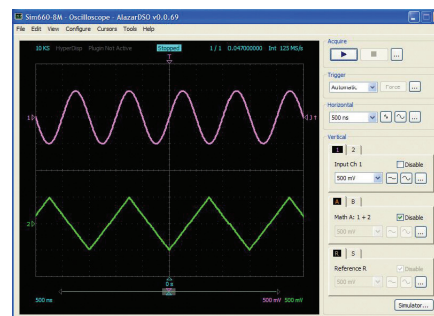 Sim660-8M - Oscilloscope - AlazarDSO v0.0.69
File Edit View Configure Cursors Tools Help
10 KS HyperDisp Plugin Not Active Stopped 1 / 1 0.047000000 Int 125 MS/s
T
1
J
2
0 s
500 ns 500 mV 500 mV
Acquire
...
Trigger
Automatic Force ...
Horizontal
500 ns ...
Vertical
1 2
Input Ch 1 Disable
500 mV ...
A B
Math A: 1 + 2 Disable
500 mV ...
R S
Reference R Disable
500 mV ...
Simulator...